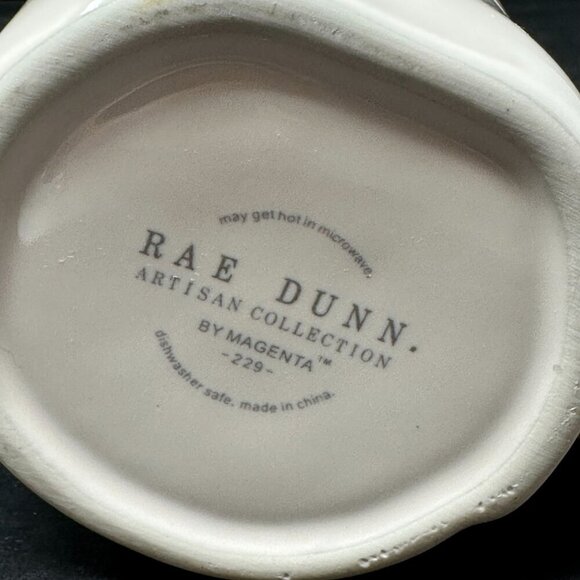 may get hot in microwave.
RAE DUNN.
ARTISAN COLLECTION
BY MAGENTA™
-229-
dishwasher safe. made in china.